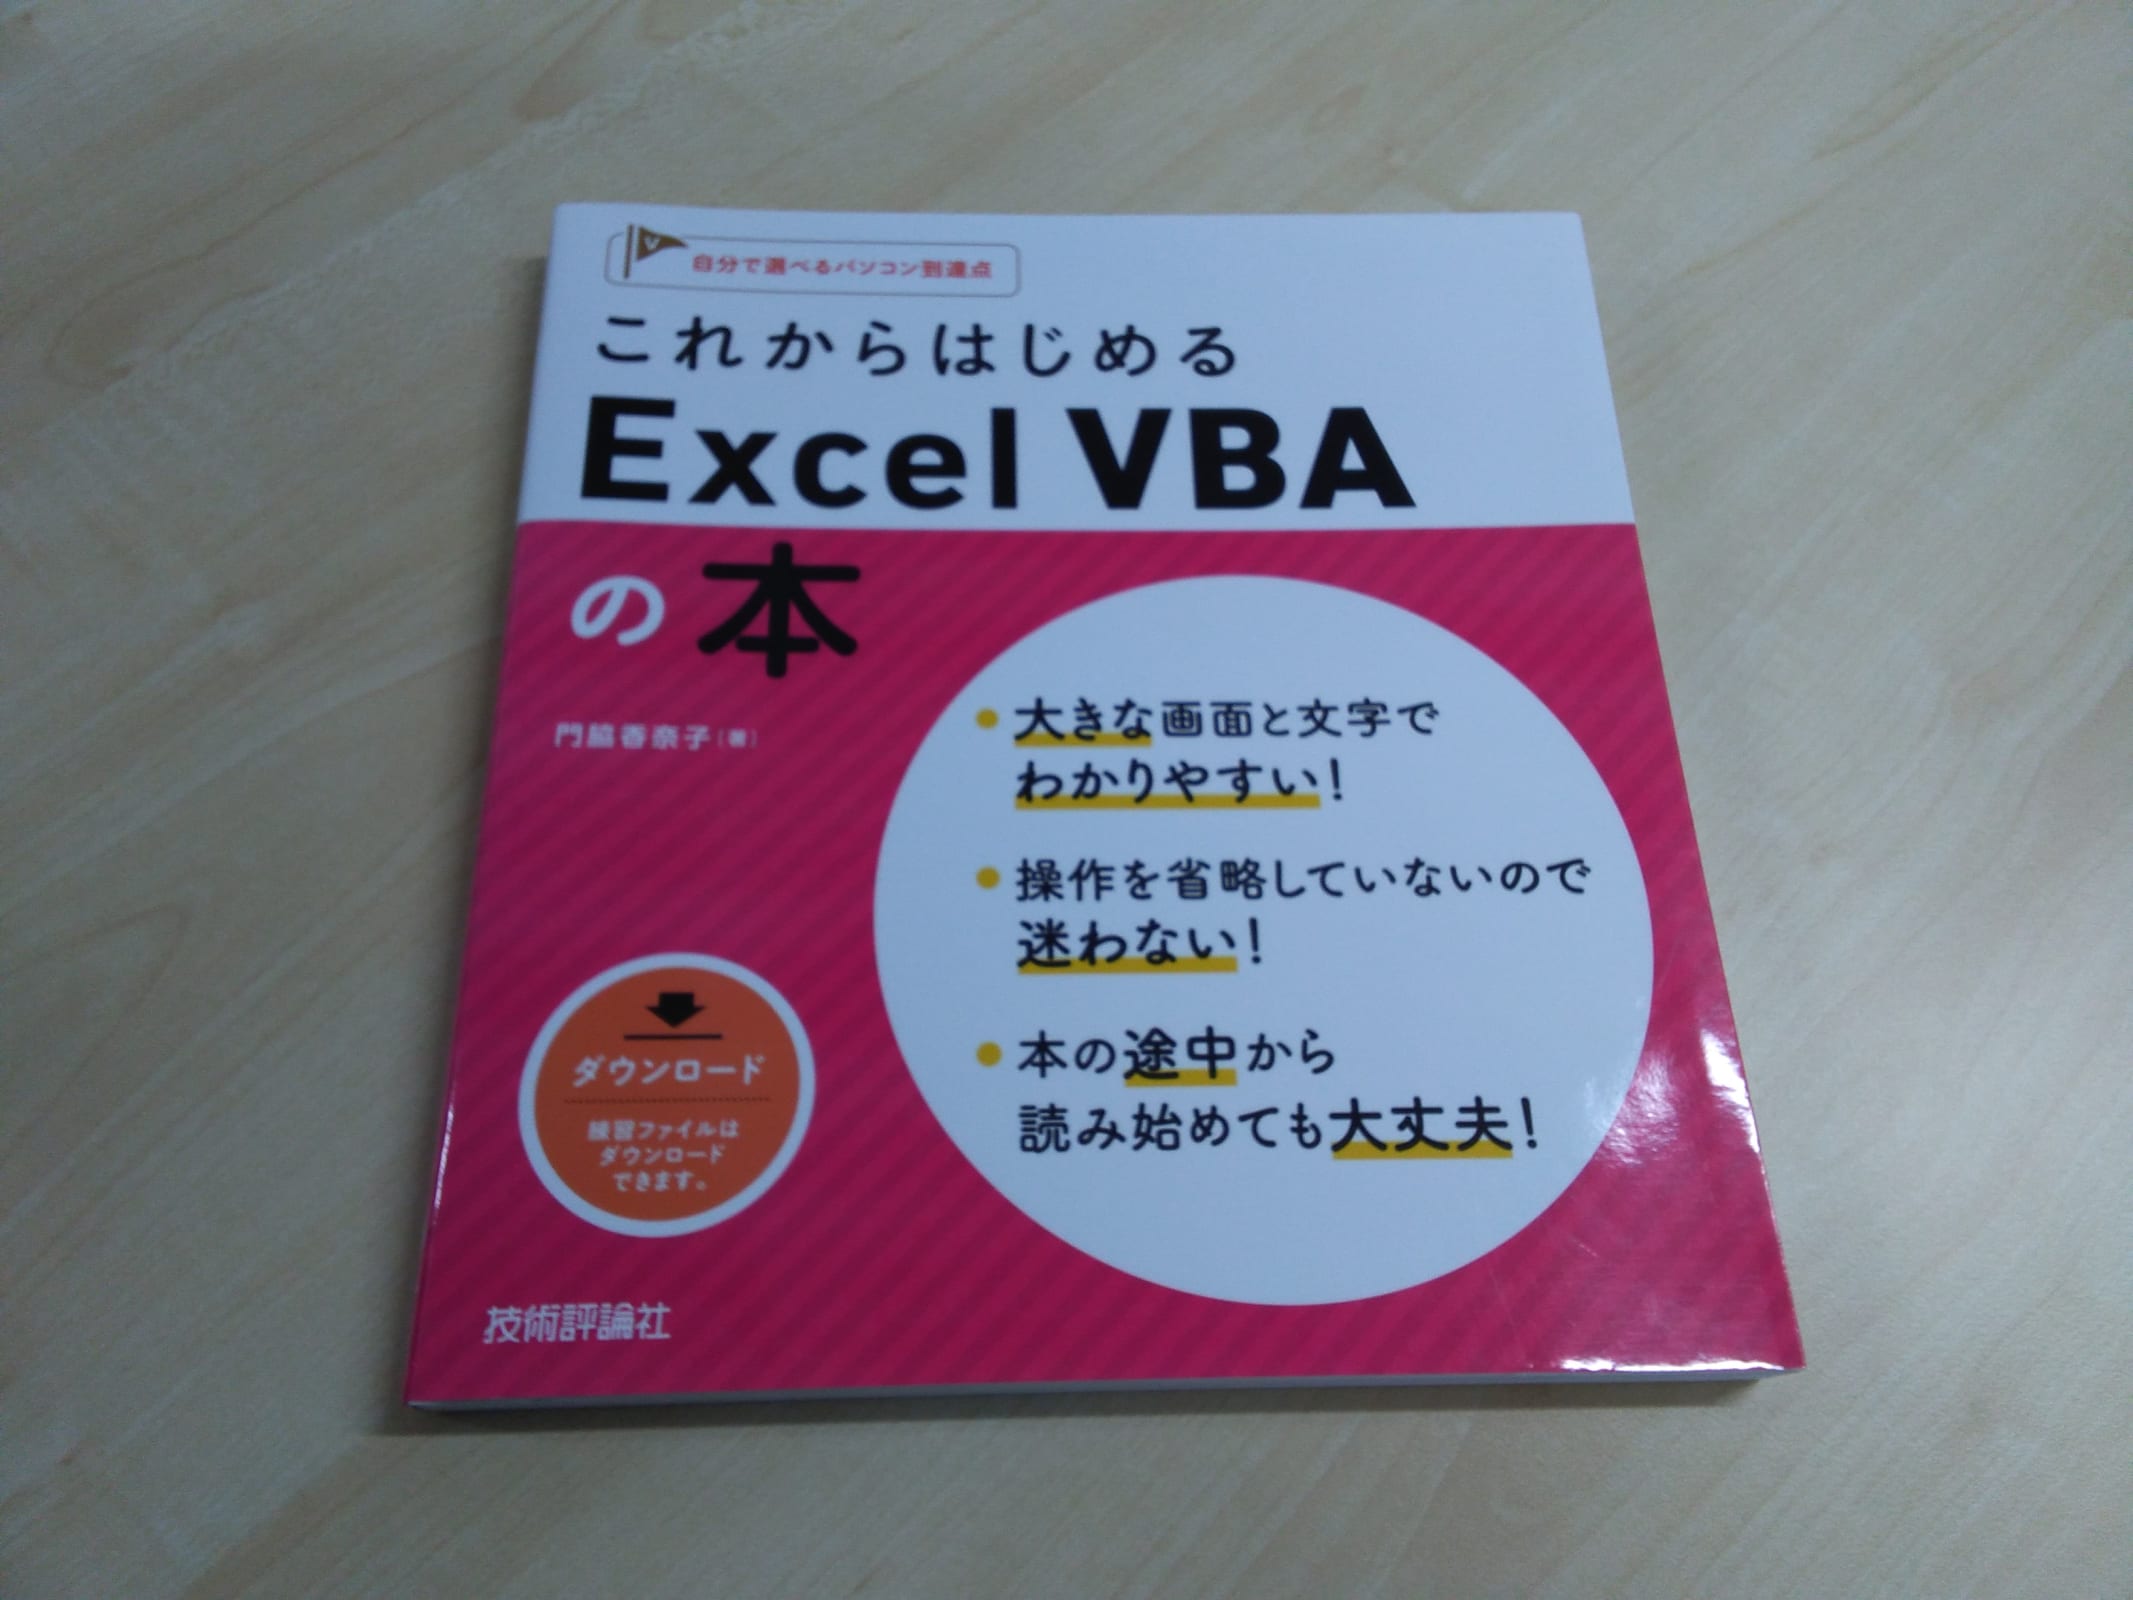 自分で選べるパソコン到達点
これからはじめる
Excel VBA
の本
門脇香奈子(著)
大きな画面と文字で
わかりやすい!
操作を省略していないので
迷わない!
本の途中から
読み始めても大丈夫!
ダウンロード
練習ファイルは
ダウンロード
できます。
技術評論社